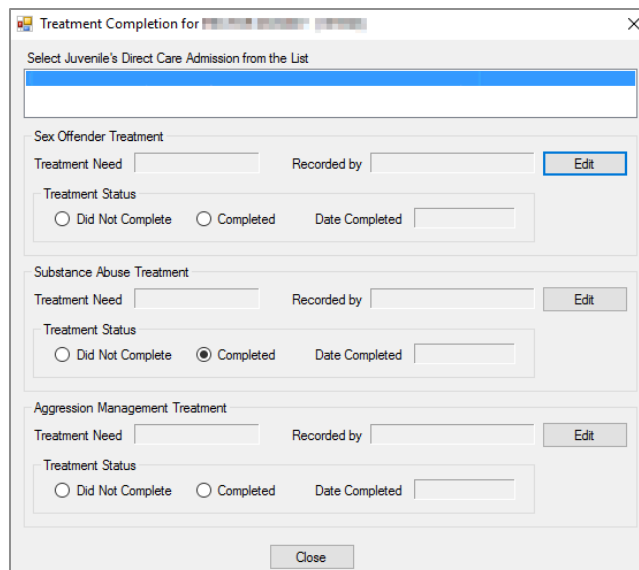 Treatment Completion for
Select Juvenile's Direct Care Admission from the List
Sex Offender Treatment
Treatment Need Recorded by Edit
Treatment Status
Did Not Complete Completed Date Completed
Substance Abuse Treatment
Treatment Need Recorded by Edit
Treatment Status
Did Not Complete Completed Date Completed
Aggression Management Treatment
Treatment Need Recorded by Edit
Treatment Status
Did Not Complete Completed Date Completed
Close